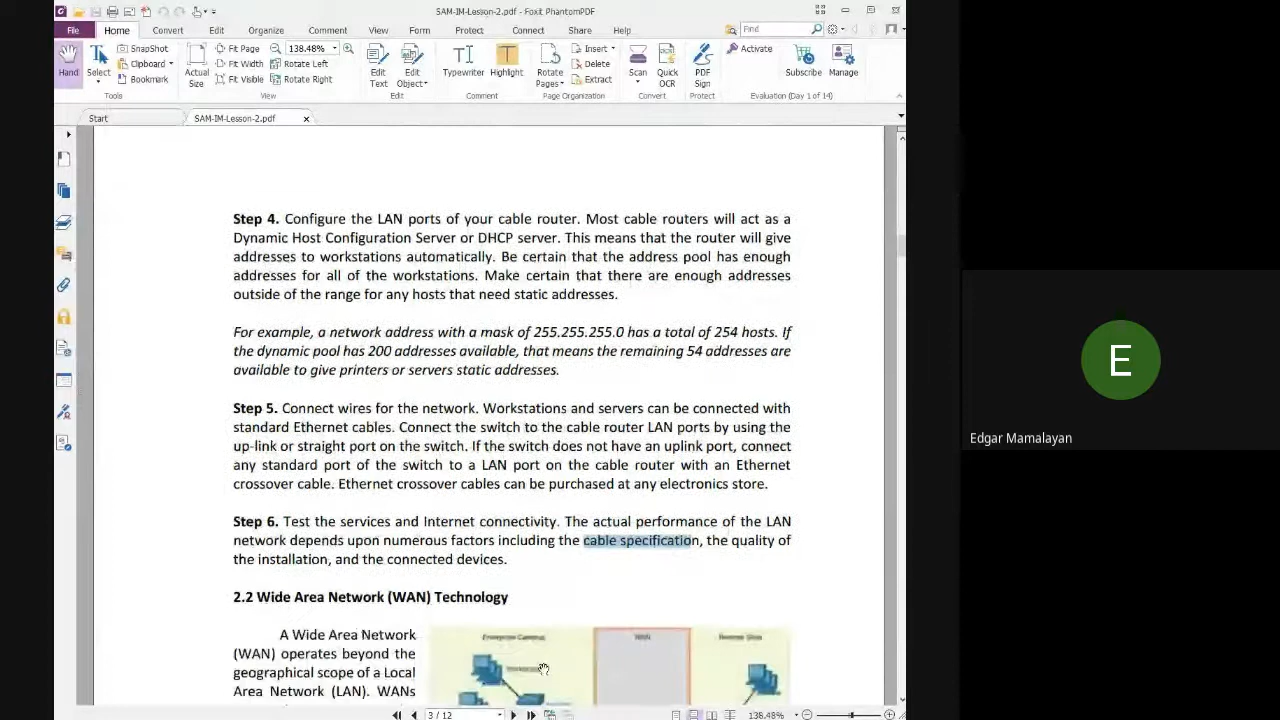 SAM-IM-Lesson-2.pdf - Foxit PhantomPDF
File Home Convert Edit Organize Comment View Form Protect Connect Share Help Find
Hand
Select
SnapShot
Clipboard
Bookmark
Tools
Actual Size
Fit Page
Fit Width
Fit Visible
138.48%
Rotate Left
Rotate Right
View
Edit Text
Edit Object
Edit
Typewriter
Highlight
Comment
Rotate Pages
Insert
Delete
Extract
Page Organization
Scan
Quick OCR
Convert
PDF Sign
Protect
Activate
Subscribe
Manage
Evaluation (Day 1 of 14)
Start
SAM-IM-Lesson-2.pdf
Step 4. Configure the LAN ports of your cable router. Most cable routers will act as a
Dynamic Host Configuration Server or DHCP server. This means that the router will give
addresses to workstations automatically. Be certain that the address pool has enough
addresses for all of the workstations. Make certain that there are enough addresses
outside of the range for any hosts that need static addresses.
For example, a network address with a mask of 255.255.255.0 has a total of 254 hosts. If
the dynamic pool has 200 addresses available, that means the remaining 54 addresses are
available to give printers or servers static addresses.
Step 5. Connect wires for the network. Workstations and servers can be connected with
standard Ethernet cables. Connect the switch to the cable router LAN ports by using the
up-link or straight port on the switch. If the switch does not have an uplink port, connect
any standard port of the switch to a LAN port on the cable router with an Ethernet
crossover cable. Ethernet crossover cables can be purchased at any electronics store.
Step 6. Test the services and Internet connectivity. The actual performance of the LAN
network depends upon numerous factors including the cable specification, the quality of
the installation, and the connected devices.
2.2 Wide Area Network (WAN) Technology
A Wide Area Network
(WAN) operates beyond the
geographical scope of a Local
Area Network (LAN). WANs
Enterprise Campus
WAN
Remote Sites
3 / 12
138.48%
E
Edgar Mamalayan